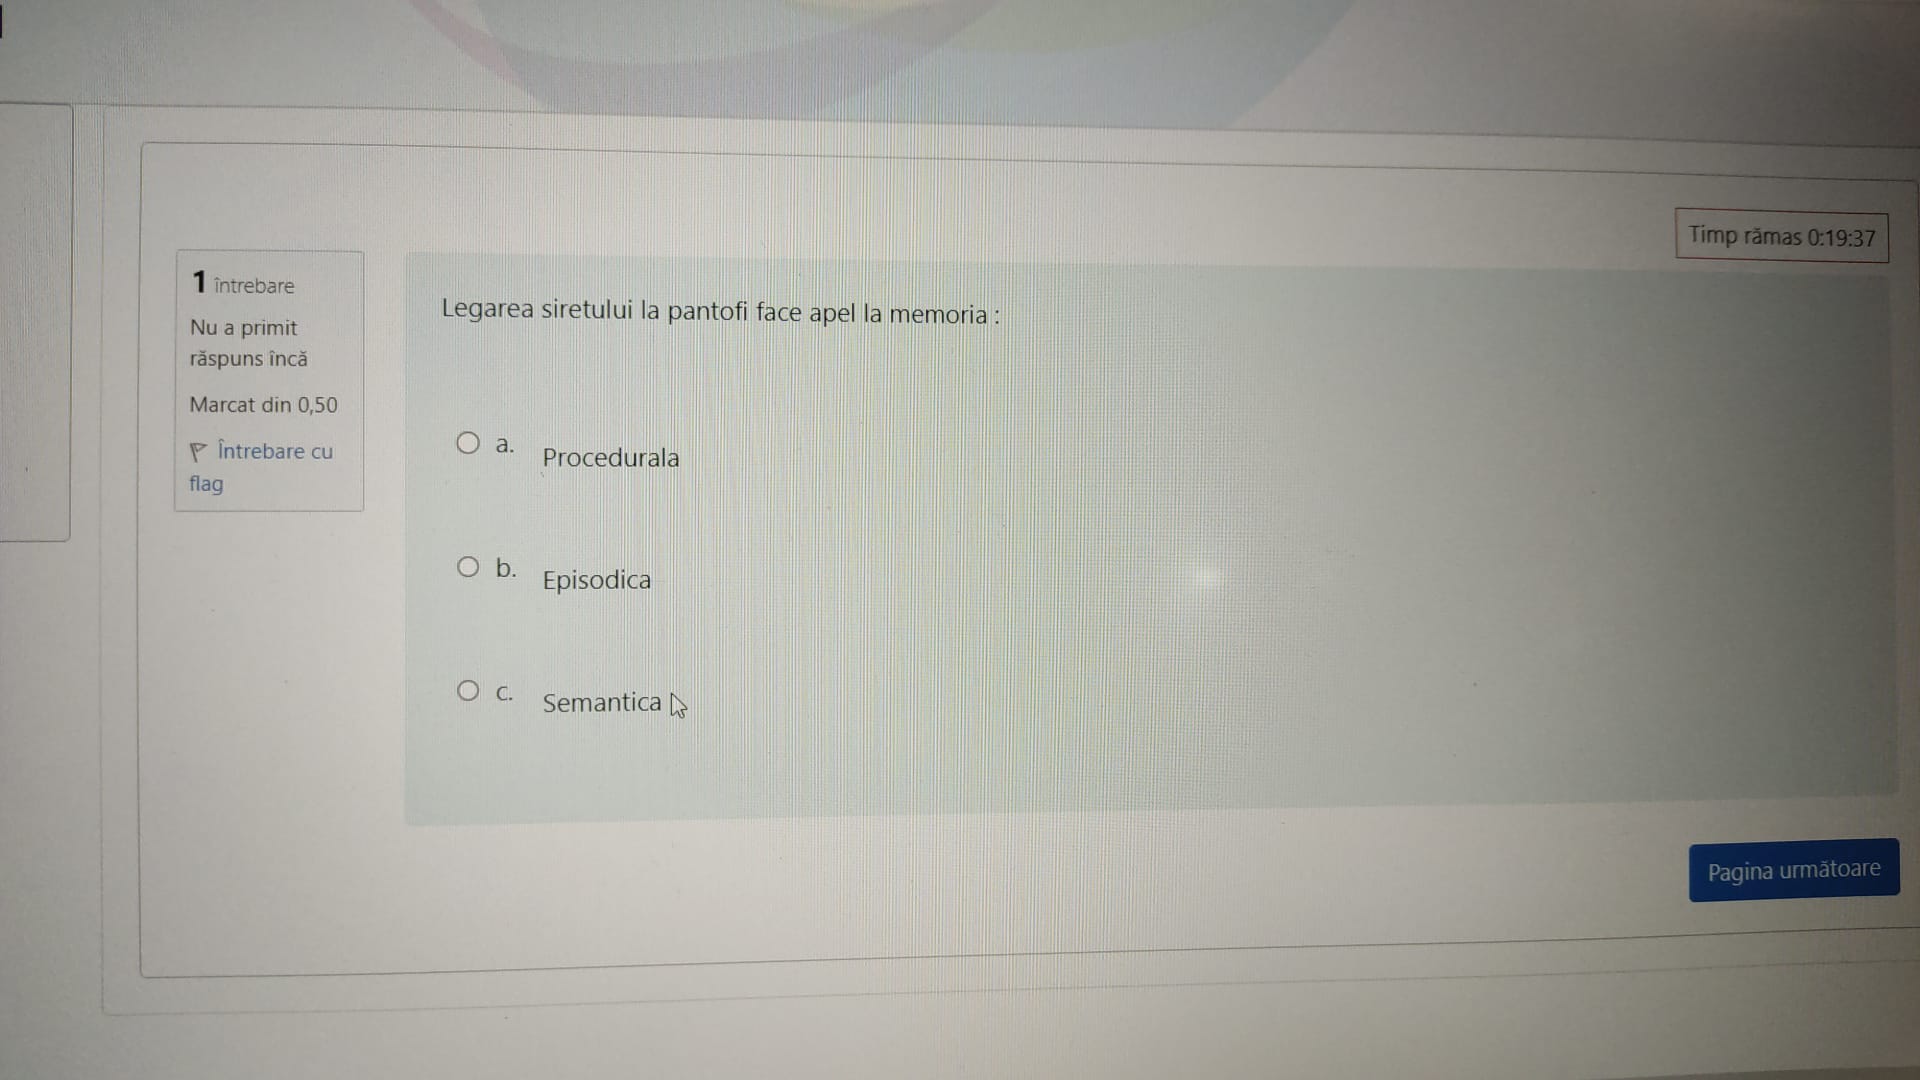 Timp rămas 0:19:37
1 întrebare
Nu a primit
răspuns încă
Marcat din 0,50
Întrebare cu
flag
Legarea siretului la pantofi face apel la memoria :
a. Procedurala
b. Episodica
c. Semantica
Pagina următoare